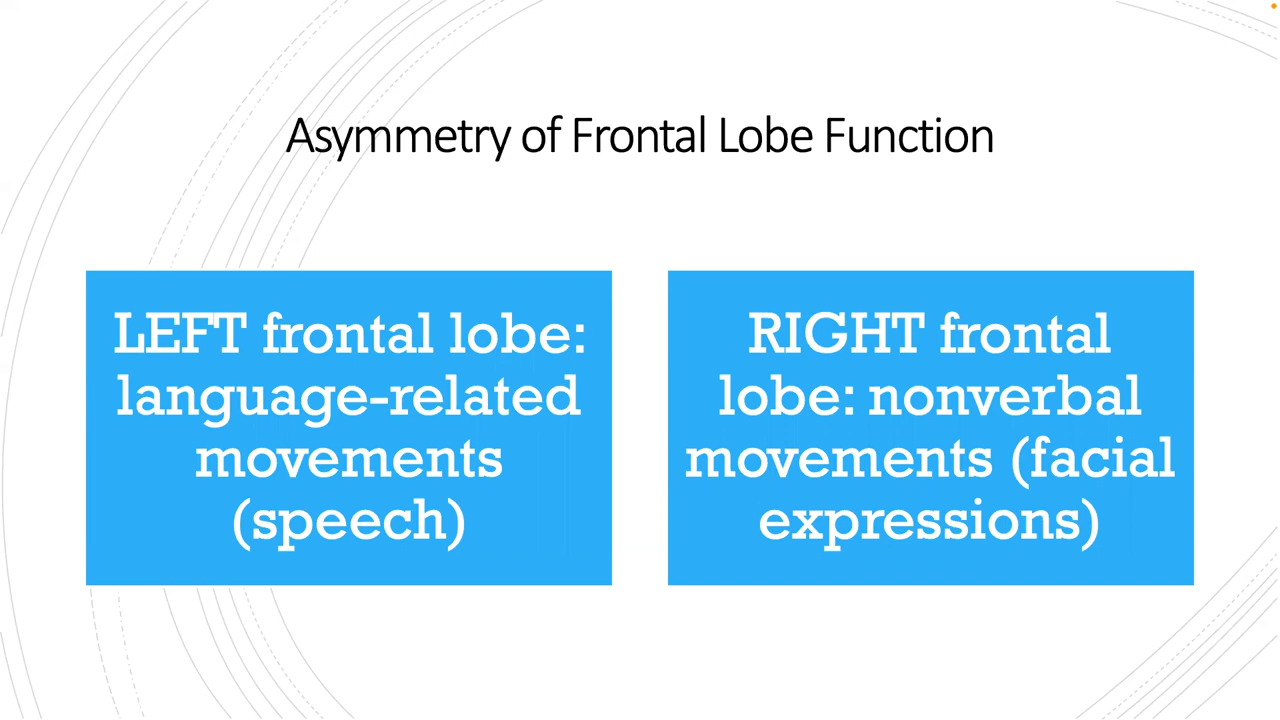 Asymmetry of Frontal Lobe Function
LEFT frontal lobe:
language-related
movements
(speech)
RIGHT frontal
lobe: nonverbal
movements (facial
expressions)